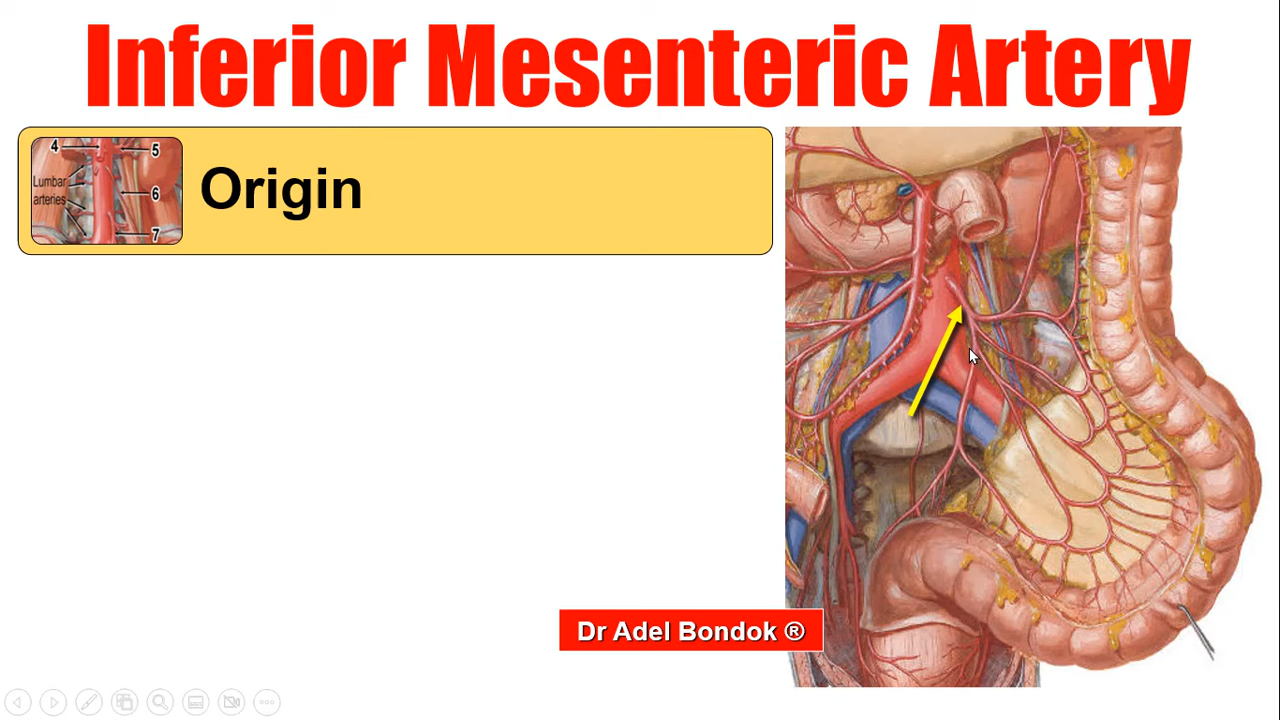 Inferior Mesenteric Artery
4
5
Lumbar
arteries
6
7
Origin
Dr Adel Bondok ®